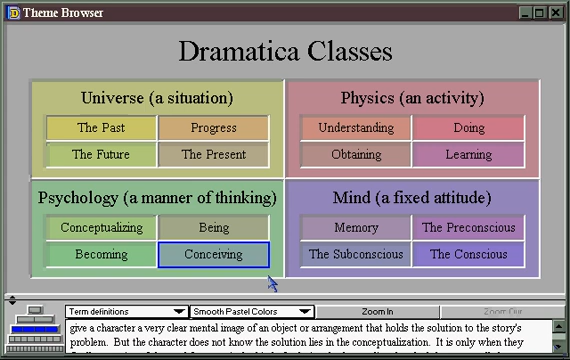 Theme Browser
Dramatica Classes
Universe (a situation)
The Past
Progress
The Future
The Present
Physics (an activity)
Understanding
Doing
Obtaining
Learning
Psychology (a manner of thinking)
Conceptualizing
Being
Becoming
Conceiving
Mind (a fixed attitude)
Memory
The Preconscious
The Subconscious
The Conscious
Term definitions
Smooth Pastel Colors
Zoom In
Zoom Out
give a character a very clear mental image of an object or arrangement that holds the solution to the story's
problem. But the character does not know the solution lies in the conceptualization. It is only when they